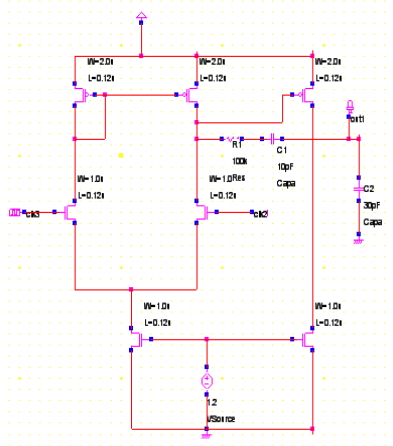 W=2.0u
W=2.0u
W=2.0u
L=0.12u
L=0.12u
L=0.12u
out1
R1
100k
Res
C1
10pF
Capa
W=1.0u
L=0.12u
W=1.0
L=0.12u
C2
30pF
Capa
clk3
clk2
W=1.0u
L=0.12u
W=1.0u
L=0.12u
1.2
VSource